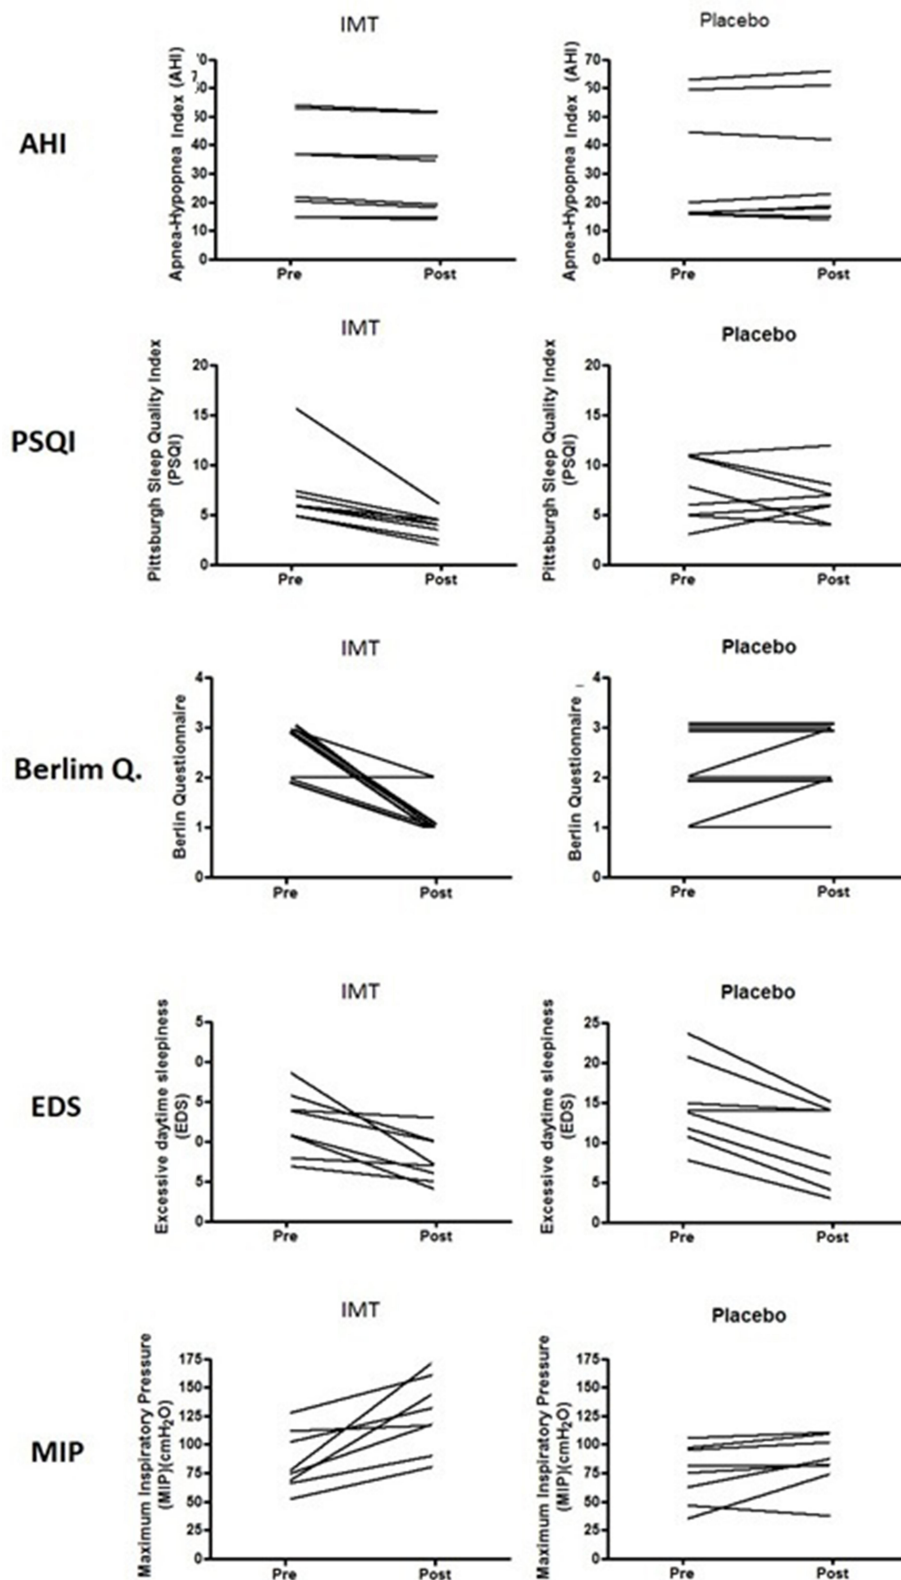 IMT
Placebo
AHI
Apnea-Hypopnea Index (AHI)
'0
7
50
50
40
30
20
10
0
Pre
Post
Apnea-Hypopnea Index (AHI)
70
50
50
40
30
20
10
0
Pre
Post
IMT
Placebo
PSQI
Pittsburgh Sleep Quality Index
(PSQI)
20
15
10
5
0
Pre
Post
Pittsburgh Sleep Quality Index
(PSQI)
20
15
10
5
0
Pre
Post
IMT
Placebo
Berlim Q.
Berlin Questionnaire
4
3
2
1
0
Pre
Post
Berlin Questionnaire
4
3
2
1
0
Pre
Post
IMT
Placebo
EDS
Excessive daytime sleepiness
(EDS)
5
0
5
0
5
0
Pre
Post
Excessive daytime sleepiness
(EDS)
25
20
15
10
5
0
Pre
Post
IMT
Placebo
MIP
Maximum Inspiratory Pressure
(MIP)(cmH2O)
175
150
125
100
75
50
25
0
Pre
Post
Maximum Inspiratory Pressure
(MIP)(cmH2O)
175
150
125
100
75
50
25
0
Pre
Post